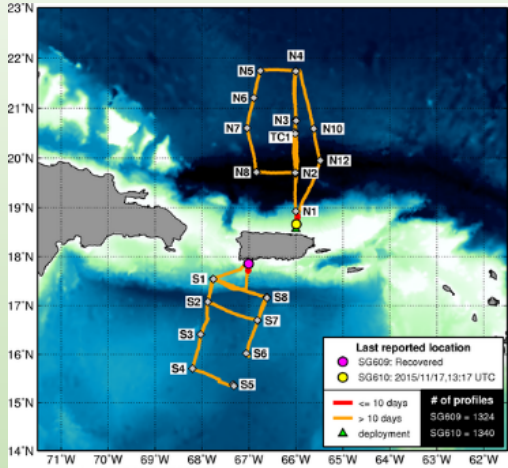 23°N
22°N
21°N
20°N
19°N
18°N
17°N
16°N
15°N
14°N
N4
N5
N6
N3
N7
TC1
N10
N12
N8
N2
N1
S1
S8
S2
S7
S3
S6
S4
S5
Last reported location
SG609: Recovered
SG610: 2015/11/17,13:17 UTC
<= 10 days
> 10 days
deployment
# of profiles
SG609 = 1324
SG610 = 1340
71°W 70°W 69°W 68°W 67°W 66°W 65°W 64°W 63°W 62°W